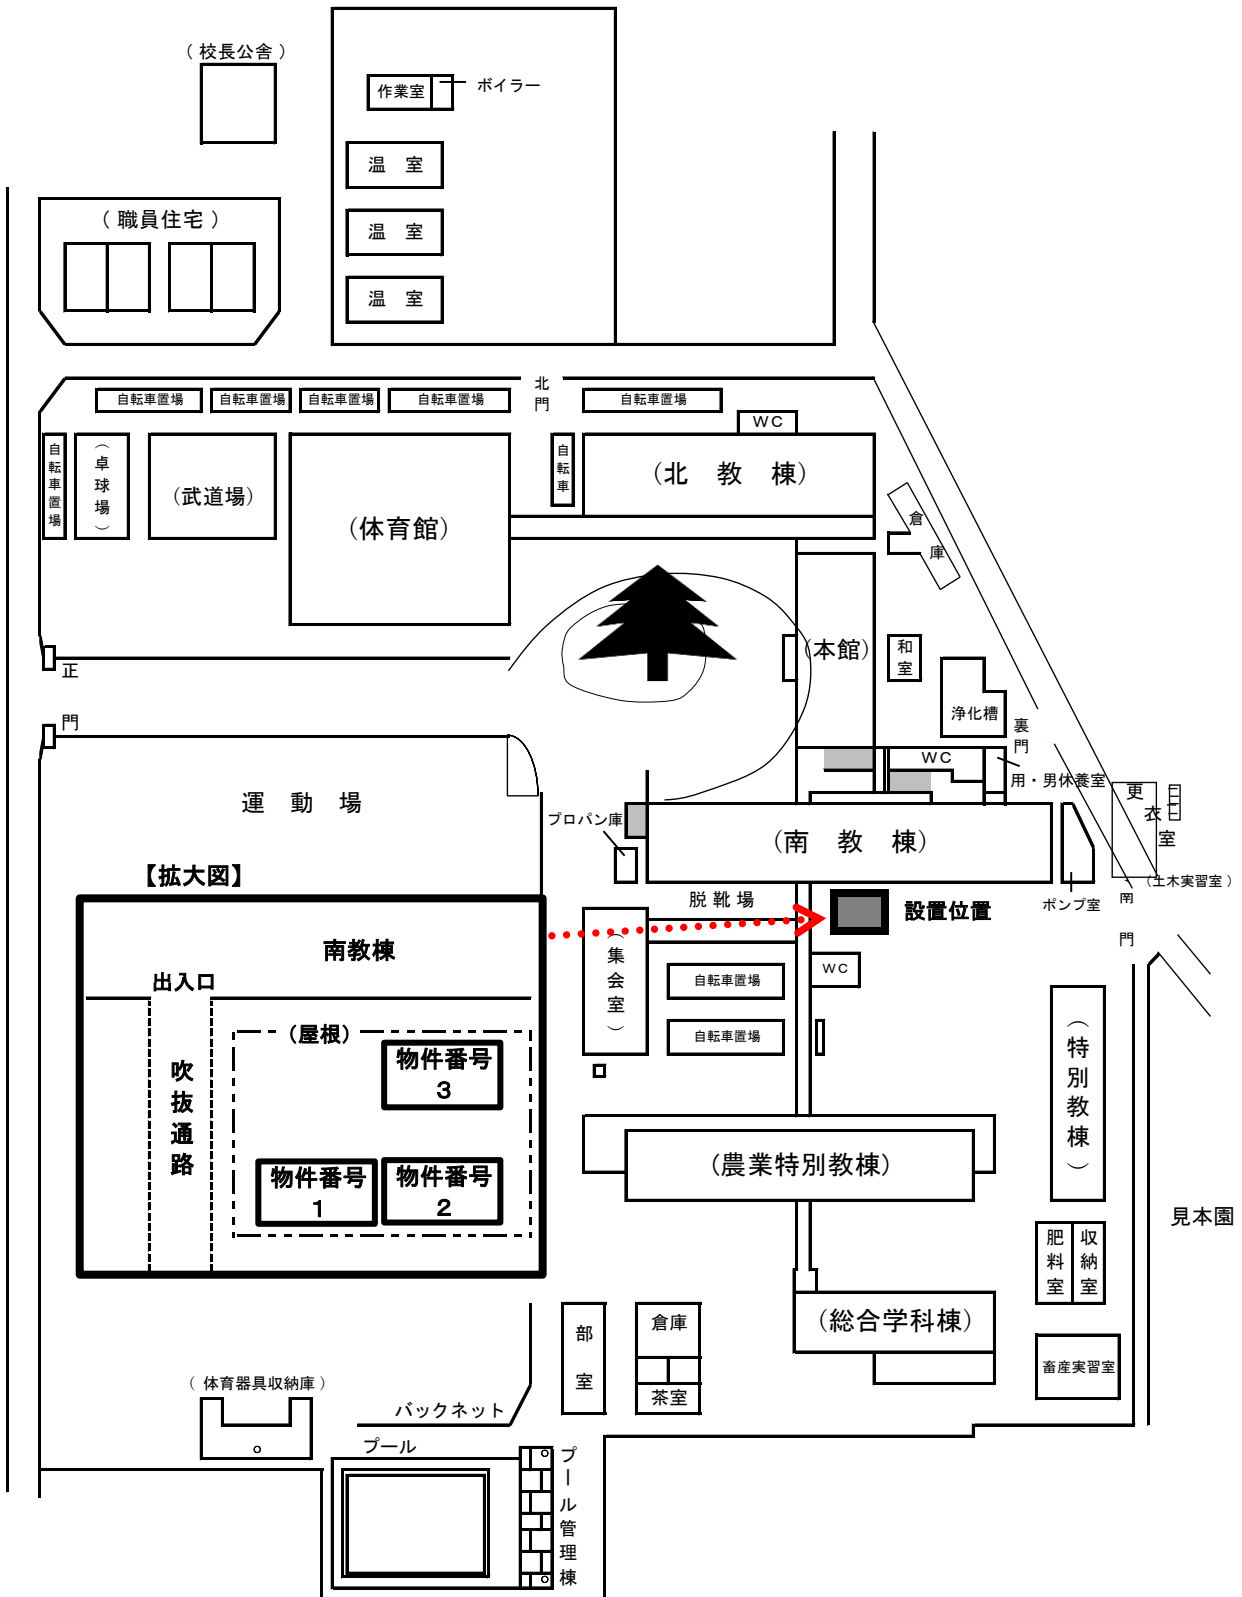 （校長公舎）
作業室
ボイラー
温　室
温　室
温　室
（職員住宅）
自転車置場
自転車置場
自転車置場
自転車置場
北門
自転車置場
WC
自転車置場
（卓球場）
（武道場）
（体育館）
自転車
（北　教　棟）
倉庫
（本館）
和室
正門
浄化槽
裏門
WC
用・男休養室
運　動　場
プロパン庫
（南　教　棟）
更衣室
（土木実習室）
ポンプ室
南門
脱靴場
設置位置
【拡大図】
南教棟
出入口
（屋根）
吹抜通路
物件番号
3
物件番号
1
物件番号
2
（集会室）
自転車置場
自転車置場
WC
（特別教棟）
（農業特別教棟）
見本園
肥料室
収納室
（総合学科棟）
畜産実習室
部室
倉庫
茶室
（体育器具収納庫）
バックネット
プール
プール管理棟